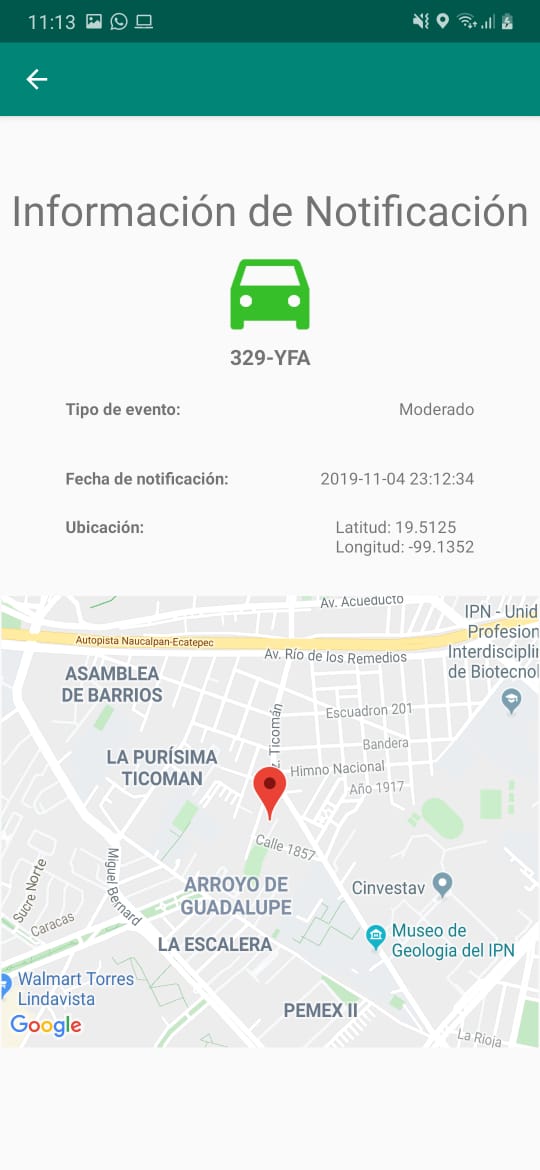 11:13
Información de Notificación
329-YFA
Tipo de evento: Moderado
Fecha de notificación: 2019-11-04 23:12:34
Ubicación: Latitud: 19.5125
Longitud: -99.1352
Av. Acueducto
IPN - Unid
Profesion
Interdiscipli
de Biotecnol
Autopista Naucalpan-Ecatepec
Av. Río de los Remedios
ASAMBLEA
DE BARRIOS
Escuadron 201
z. Ticomán
Bandera
LA PURÍSIMA
TICOMAN
Himno Nacional
Año 1917
Calle 1857
Miguel Bernard
Sucre Norte
ARROYO DE
GUADALUPE
Cinvestav
Caracas
LA ESCALERA
Museo de
Geologia del IPN
Walmart Torres
Lindavista
PEMEX II
Google
La Rioja